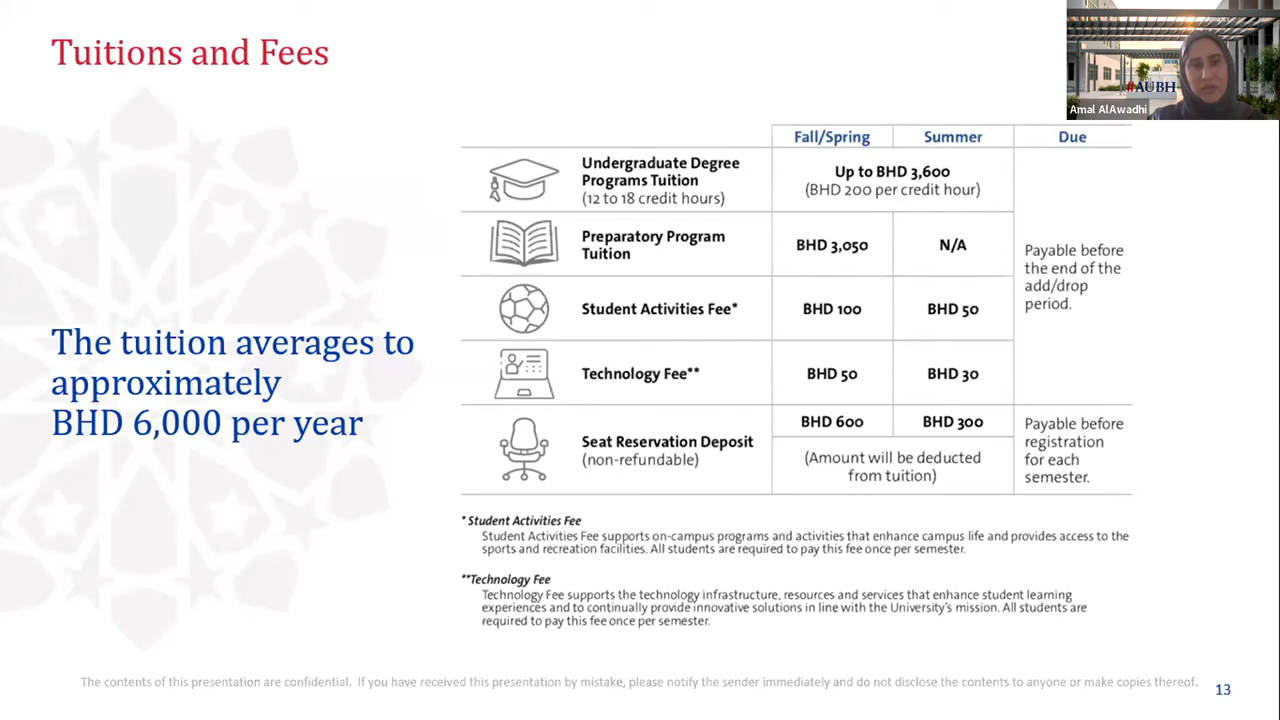 Tuitions and Fees
#AUBH
Amal AlAwadhi
Fall/Spring Summer Due
Undergraduate Degree
Programs Tuition
(12 to 18 credit hours)
Up to BHD 3,600
(BHD 200 per credit hour)
Preparatory Program
Tuition
BHD 3,050 N/A
Payable before
the end of the
add/drop
period.
Student Activities Fee* BHD 100 BHD 50
Technology Fee** BHD 50 BHD 30
Seat Reservation Deposit
(non-refundable)
BHD 600 BHD 300
(Amount will be deducted
from tuition)
Payable before
registration
for each
semester.
The tuition averages to
approximately
BHD 6,000 per year
* Student Activities Fee
Student Activities Fee supports on-campus programs and activities that enhance campus life and provides access to the
sports and recreation facilities. All students are required to pay this fee once per semester.
**Technology Fee
Technology Fee supports the technology infrastructure, resources and services that enhance student learning
experiences and to continually provide innovative solutions in line with the University's mission. All students are
required to pay this fee once per semester.
The contents of this presentation are confidential. If you have received this presentation by mistake, please notify the sender immediately and do not disclose the contents to anyone or make copies thereof.
13